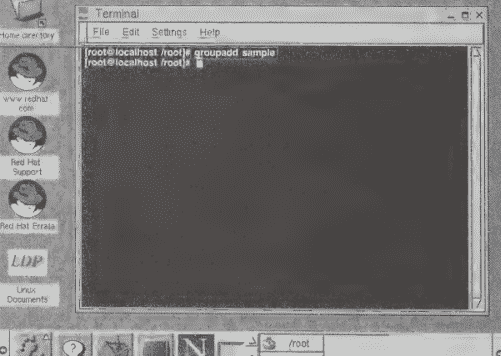 Home directory
www.redhat
com
Red Hat
Support
Red Hat Errata
LDP
Linux
Documents
Terminal
File Edit Settings Help
[root@localhost /root]# groupadd sample
[root@localhost /root]#
?
N
/root